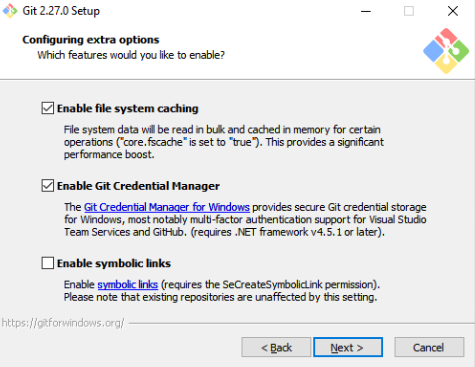 Git 2.27.0 Setup
Configuring extra options
Which features would you like to enable?
Enable file system caching
File system data will be read in bulk and cached in memory for certain
operations ("core.fscache" is set to "true"). This provides a significant
performance boost.
Enable Git Credential Manager
The Git Credential Manager for Windows provides secure Git credential storage
for Windows, most notably multi-factor authentication support for Visual Studio
Team Services and GitHub. (requires .NET framework v4.5.1 or later).
Enable symbolic links
Enable symbolic links (requires the SeCreateSymbolicLink permission).
Please note that existing repositories are unaffected by this setting.
https://gitforwindows.org/
< Back
Next >
Cancel